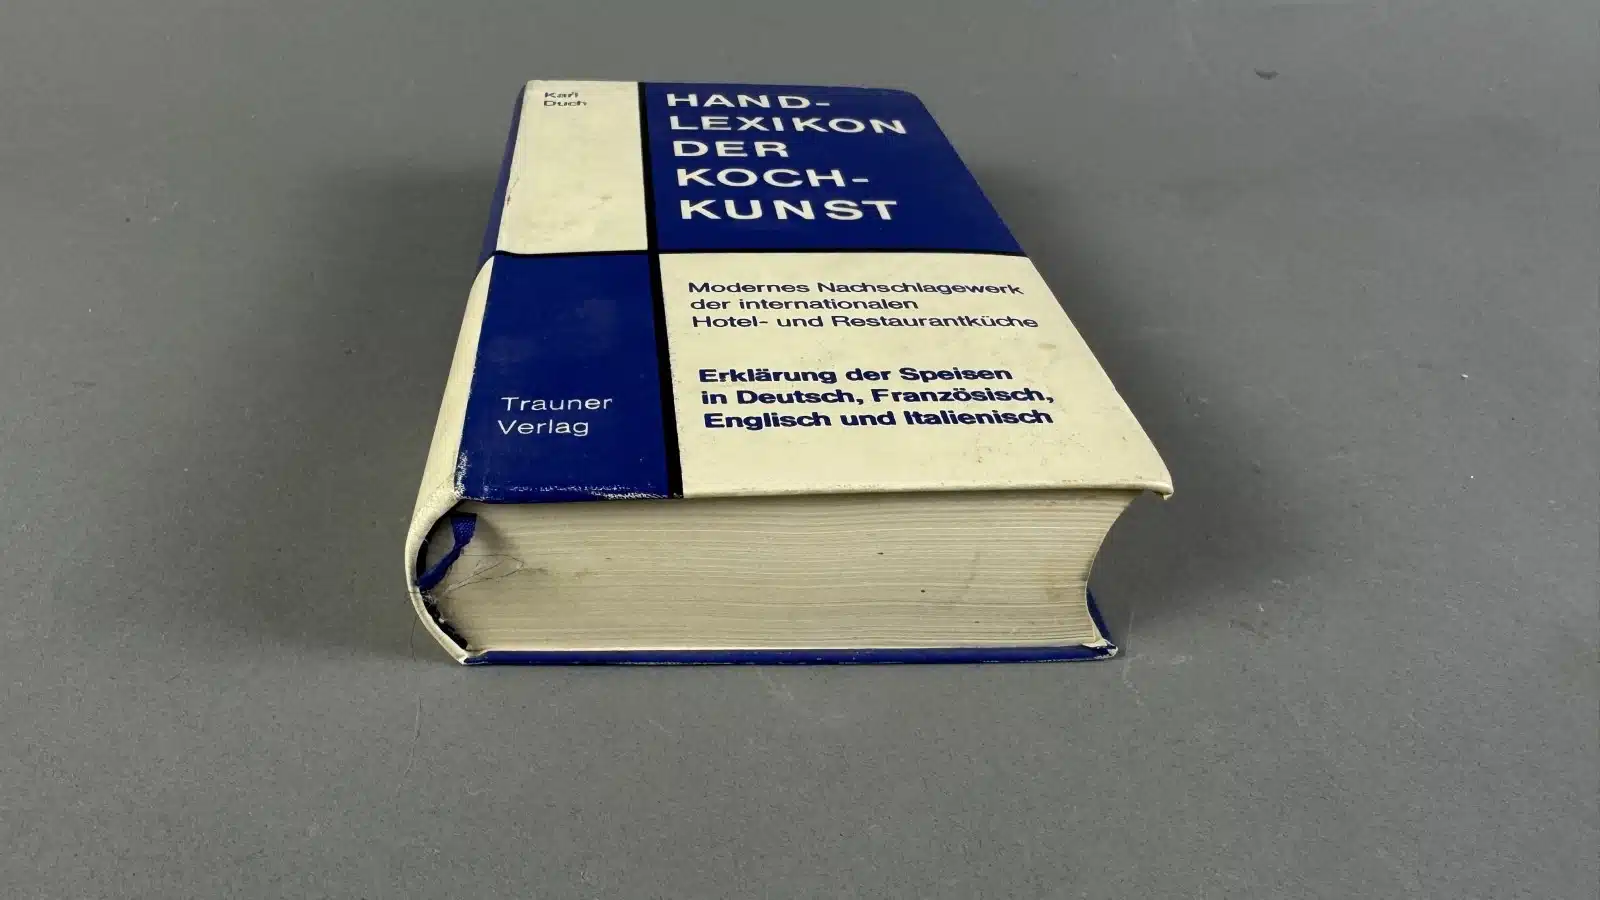 Karl
Duch
HAND-
LEXIKON
DER
KOCH-
KUNST
Modernes Nachschlagewerk
der internationalen
Hotel- und Restaurantküche
Erklärung der Speisen
in Deutsch, Französisch,
Englisch und Italienisch
Trauner
Verlag